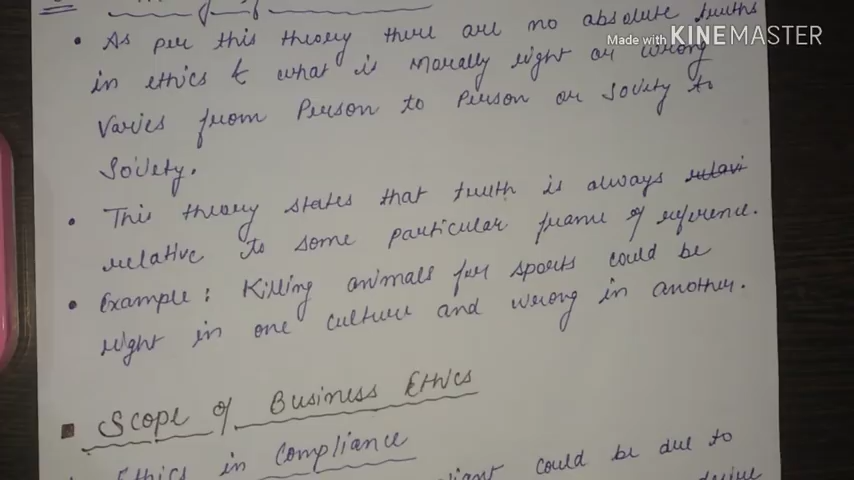 • As per this theory there are no absolute truths
in ethics & what is morally right or wrong
Varies from Person to Person or Society to
Society.
• This theory states that truth is always
relative to some particular frame of reference.
• Example: Killing animals for sports could be
right in one culture and wrong in another.
Scope of Business Ethics
Ethics in Compliance
could be due to
Made with KINEMASTER